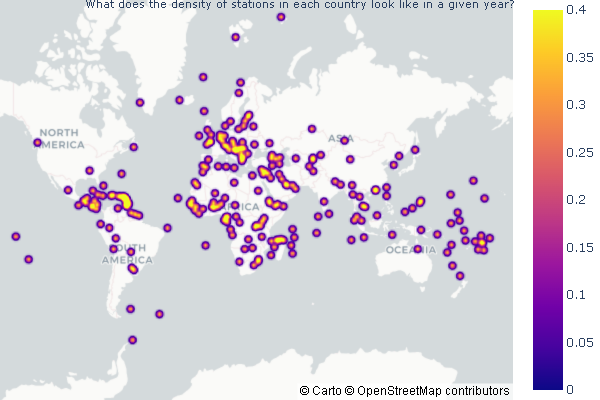 What does the density of stations in each country look like in a given year?
0.4
0.35
0.3
0.25
0.2
0.15
0.1
0.05
0
NORTH
AMERICA
ASIA
AFRICA
SOUTH
AMERICA
OCEANIA
© Carto © OpenStreetMap contributors